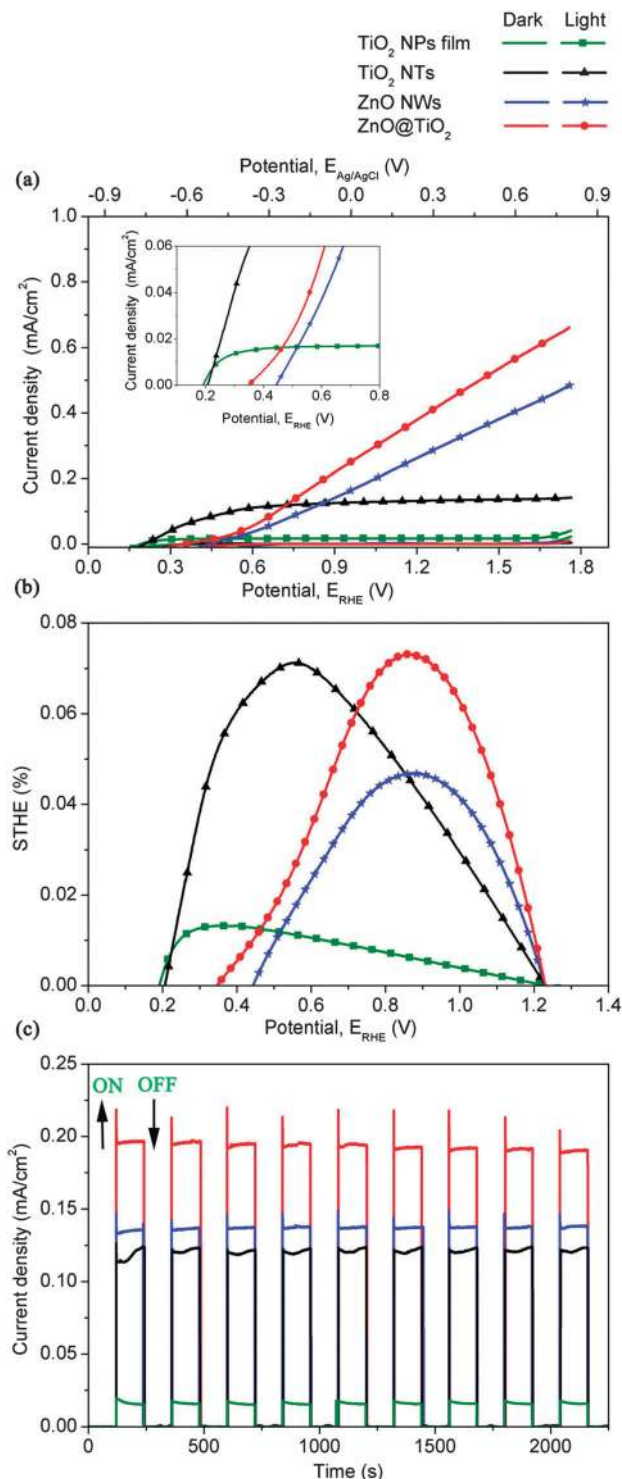 Dark Light
TiO2 NPs film
TiO2 NTs
ZnO NWs
ZnO@TiO2
Potential, E_Ag/AgCl (V)
(a)
-0.9 -0.6 -0.3 0.0 0.3 0.6 0.9
1.0
0.8
0.6
0.4
0.2
0.0
Current density (mA/cm²)
0.06
0.04
0.02
0.00
Current density (mA/cm²)
0.2 0.4 0.6 0.8
Potential, E_RHE (V)
0.0 0.3 0.6 0.9 1.2 1.5 1.8
Potential, E_RHE (V)
(b)
0.08
0.06
0.04
0.02
0.00
STHE (%)
0.0 0.2 0.4 0.6 0.8 1.0 1.2 1.4
Potential, E_RHE (V)
(c)
0.25
0.20
0.15
0.10
0.05
0.00
Current density (mA/cm²)
ON OFF
0 500 1000 1500 2000
Time (s)